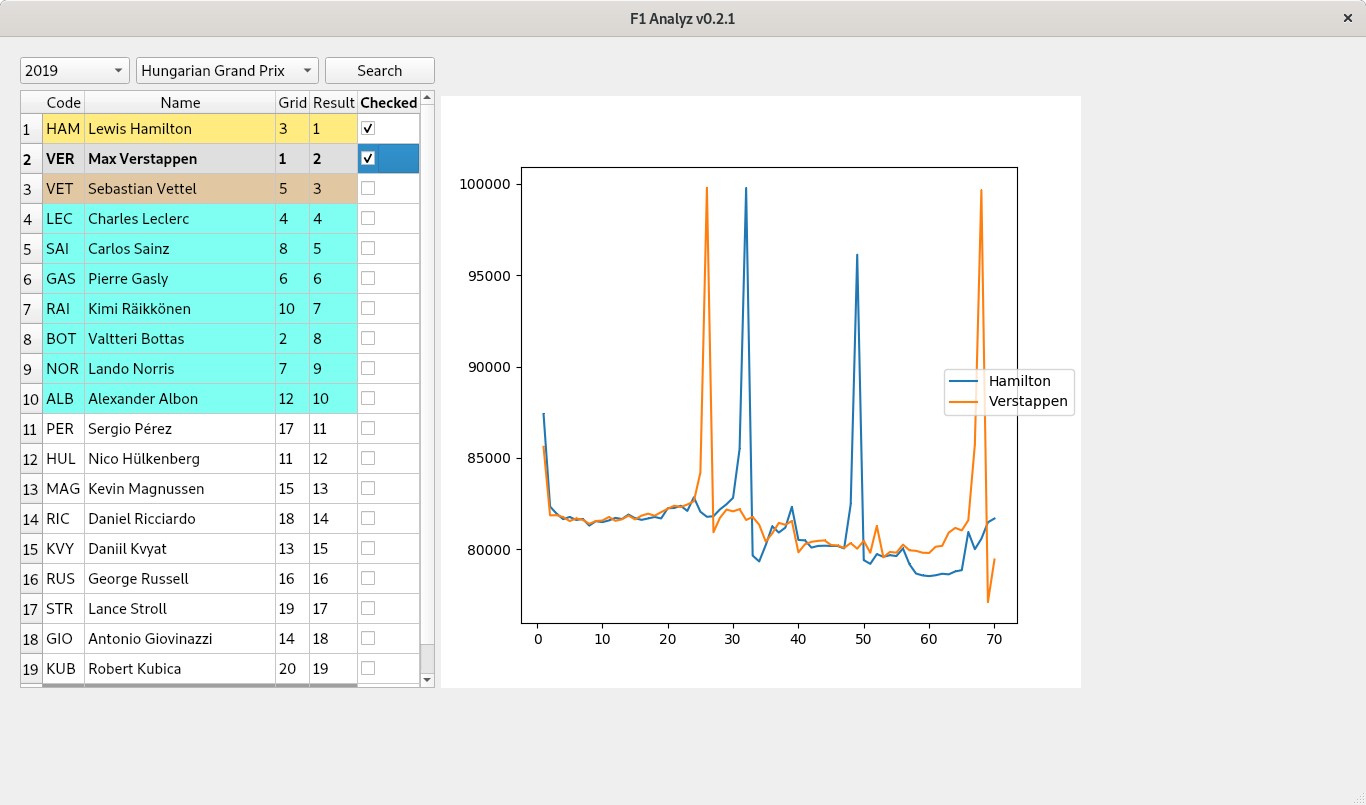 F1 Analyz v0.2.1
2019 Hungarian Grand Prix Search
Code Name Grid Result Checked
1 HAM Lewis Hamilton 3 1
2 VER Max Verstappen 1 2
3 VET Sebastian Vettel 5 3
4 LEC Charles Leclerc 4 4
5 SAI Carlos Sainz 8 5
6 GAS Pierre Gasly 6 6
7 RAI Kimi Räikkönen 10 7
8 BOT Valtteri Bottas 2 8
9 NOR Lando Norris 7 9
10 ALB Alexander Albon 12 10
11 PER Sergio Pérez 17 11
12 HUL Nico Hülkenberg 11 12
13 MAG Kevin Magnussen 15 13
14 RIC Daniel Ricciardo 18 14
15 KVY Daniil Kvyat 13 15
16 RUS George Russell 16 16
17 STR Lance Stroll 19 17
18 GIO Antonio Giovinazzi 14 18
19 KUB Robert Kubica 20 19
100000
95000
90000
85000
80000
0 10 20 30 40 50 60 70
Hamilton
Verstappen